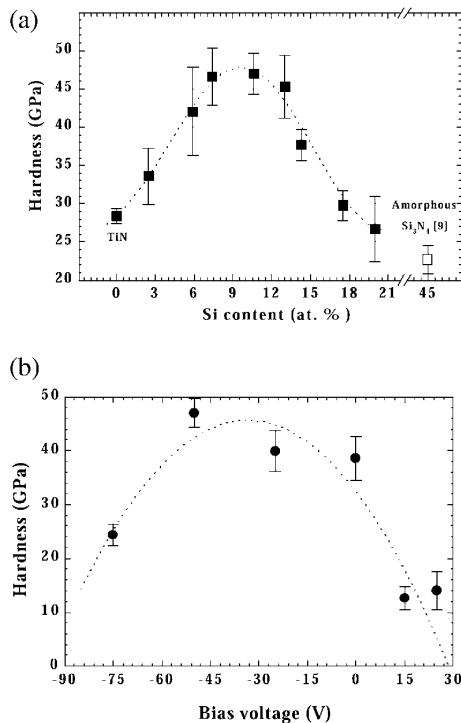 (a)
55
50
45
40
35
30
25
20
Hardness (GPa)
TiN
Amorphous
Si₃N₄ [9]
0 3 6 9 12 15 18 21 45
Si content (at. % )
(b)
50
40
30
20
10
0
Hardness (GPa)
-90 -75 -60 -45 -30 -15 0 15 30
Bias voltage (V)